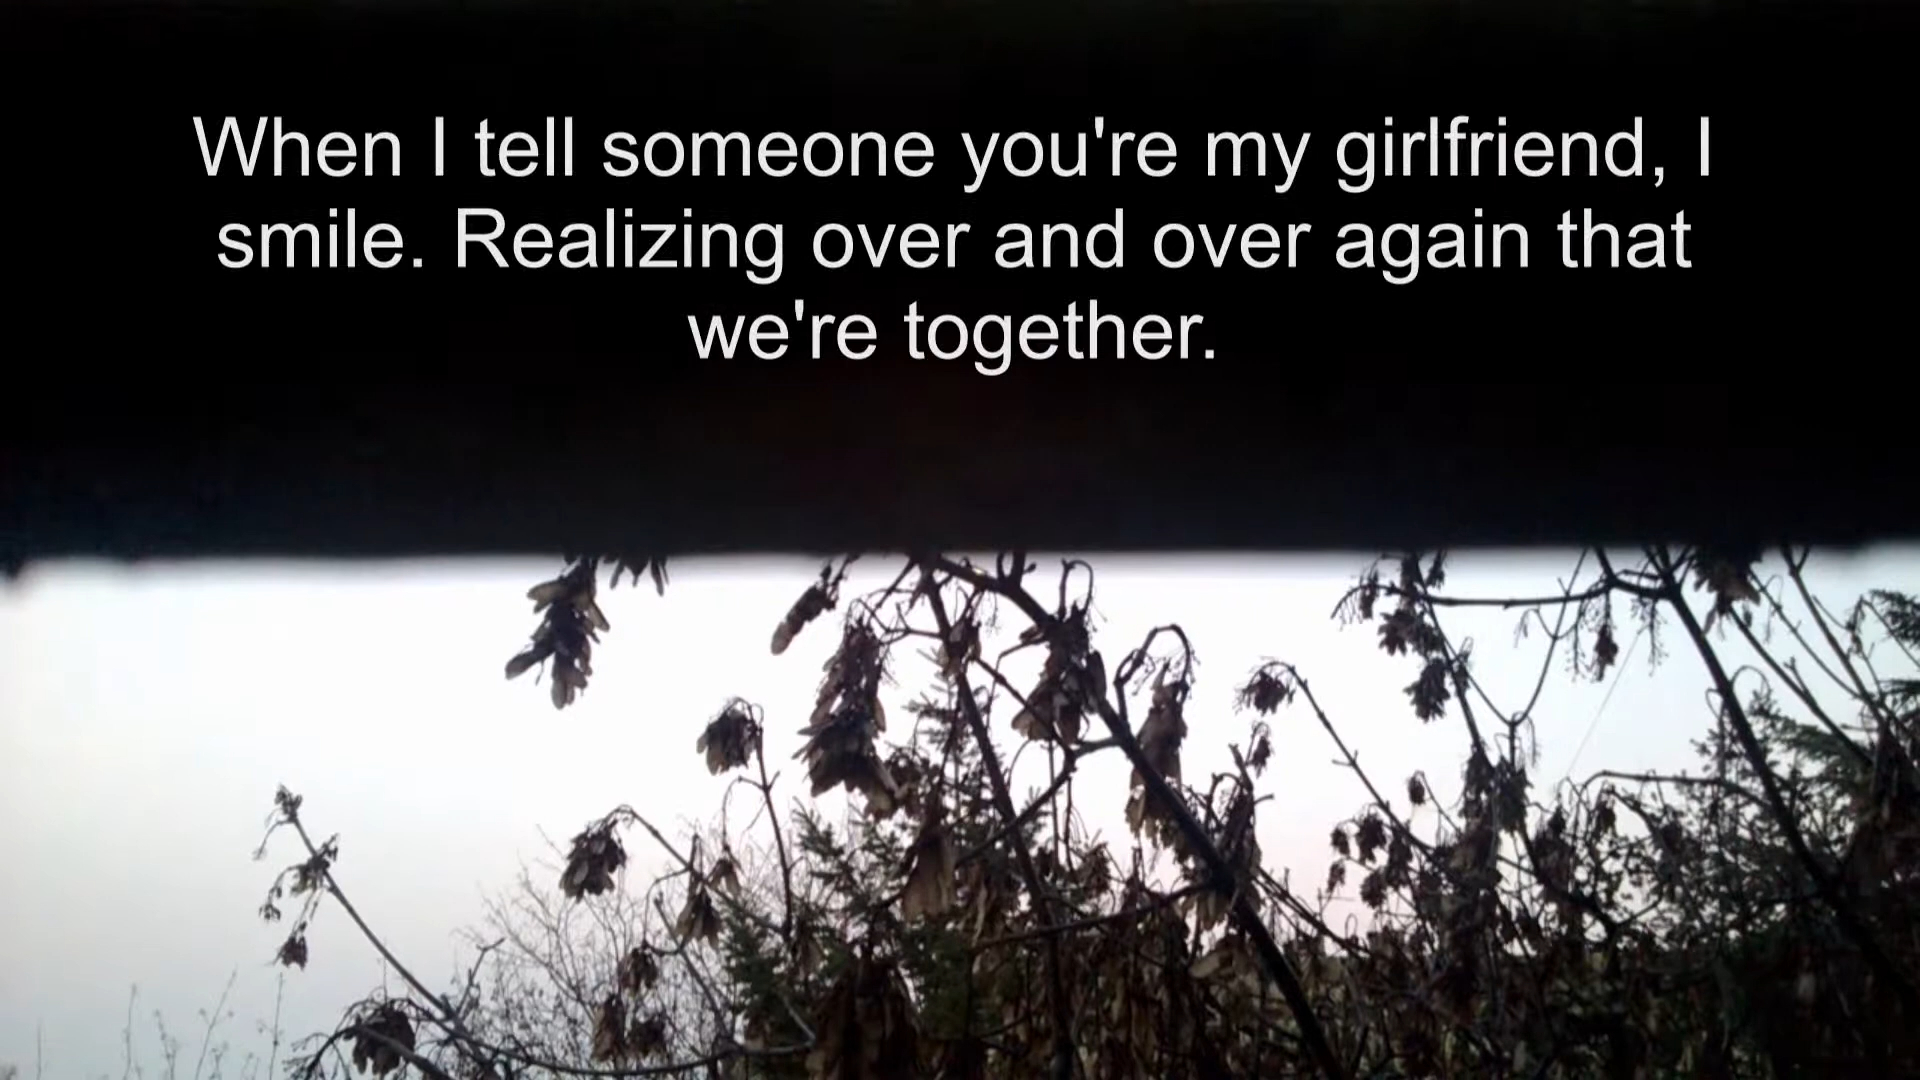 When I tell someone you're my girlfriend, I
smile. Realizing over and over again that
we're together.